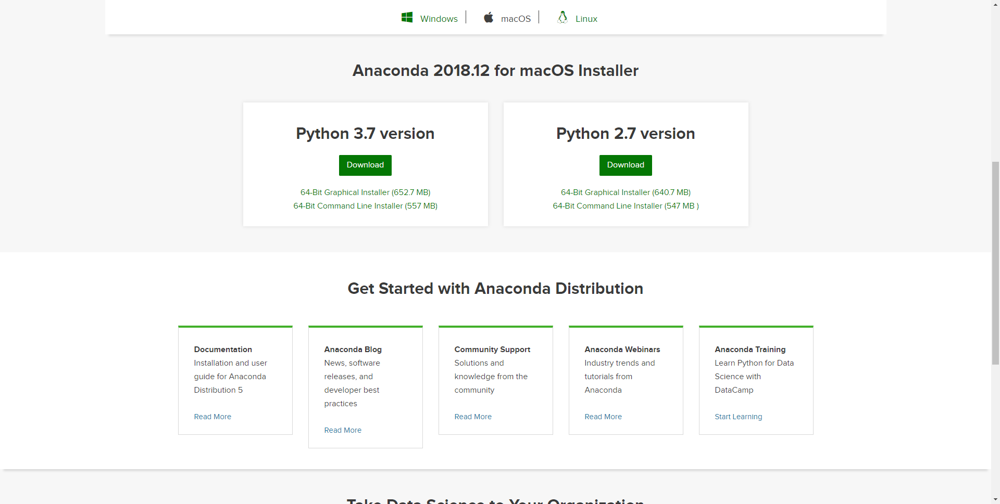 Windows
macOS
Linux
Anaconda 2018.12 for macOS Installer
Python 3.7 version
Download
64-Bit Graphical Installer (652.7 MB)
64-Bit Command Line Installer (557 MB)
Python 2.7 version
Download
64-Bit Graphical Installer (640.7 MB)
64-Bit Command Line Installer (547 MB )
Get Started with Anaconda Distribution
Documentation
Installation and user
guide for Anaconda
Distribution 5
Read More
Anaconda Blog
News, software
releases, and
developer best
practices
Read More
Community Support
Solutions and
knowledge from the
community
Read More
Anaconda Webinars
Industry trends and
tutorials from
Anaconda
Read More
Anaconda Training
Learn Python for Data
Science with
DataCamp
Start Learning
Take Data Science to Your Organization